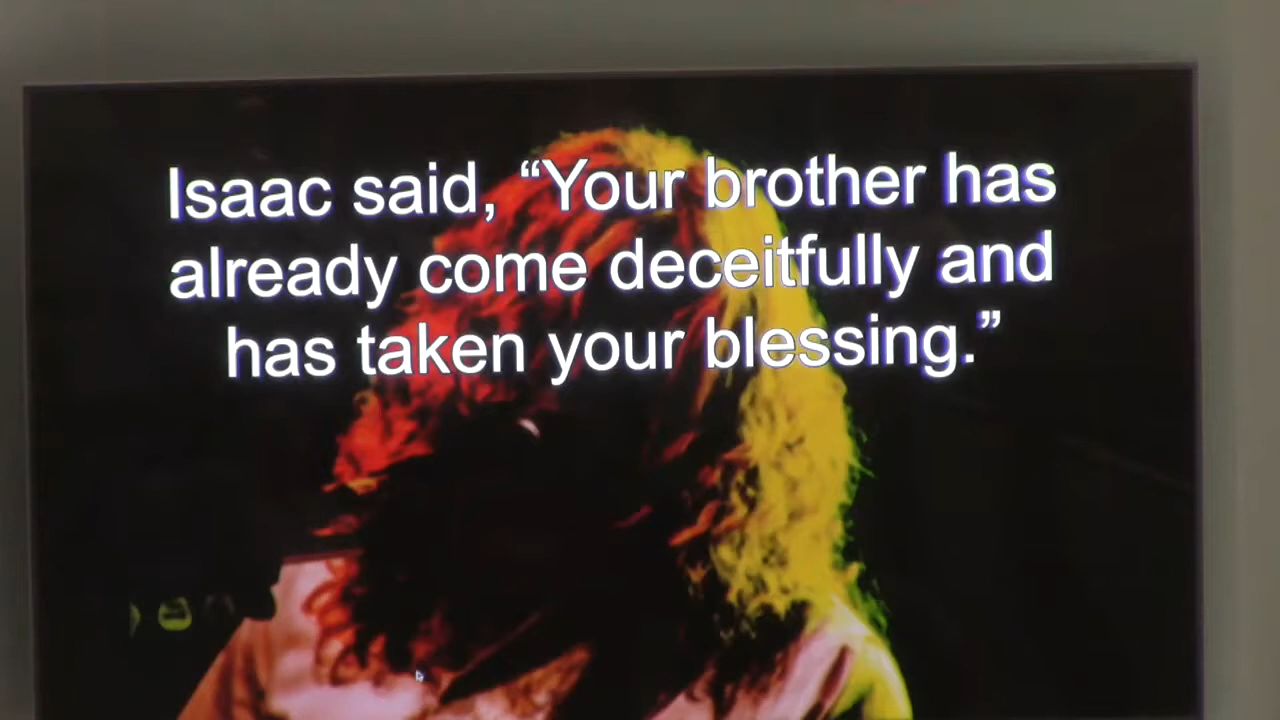 Isaac said, “Your brother has
already come deceitfully and
has taken your blessing.”